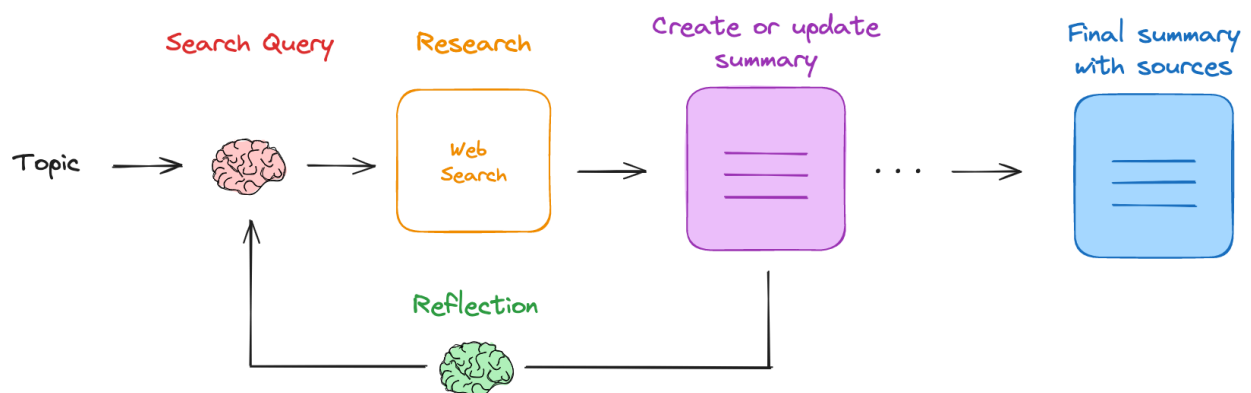 Search Query
Research
Create or update
summary
Final summary
with sources
Topic
Web
Search
...
Reflection